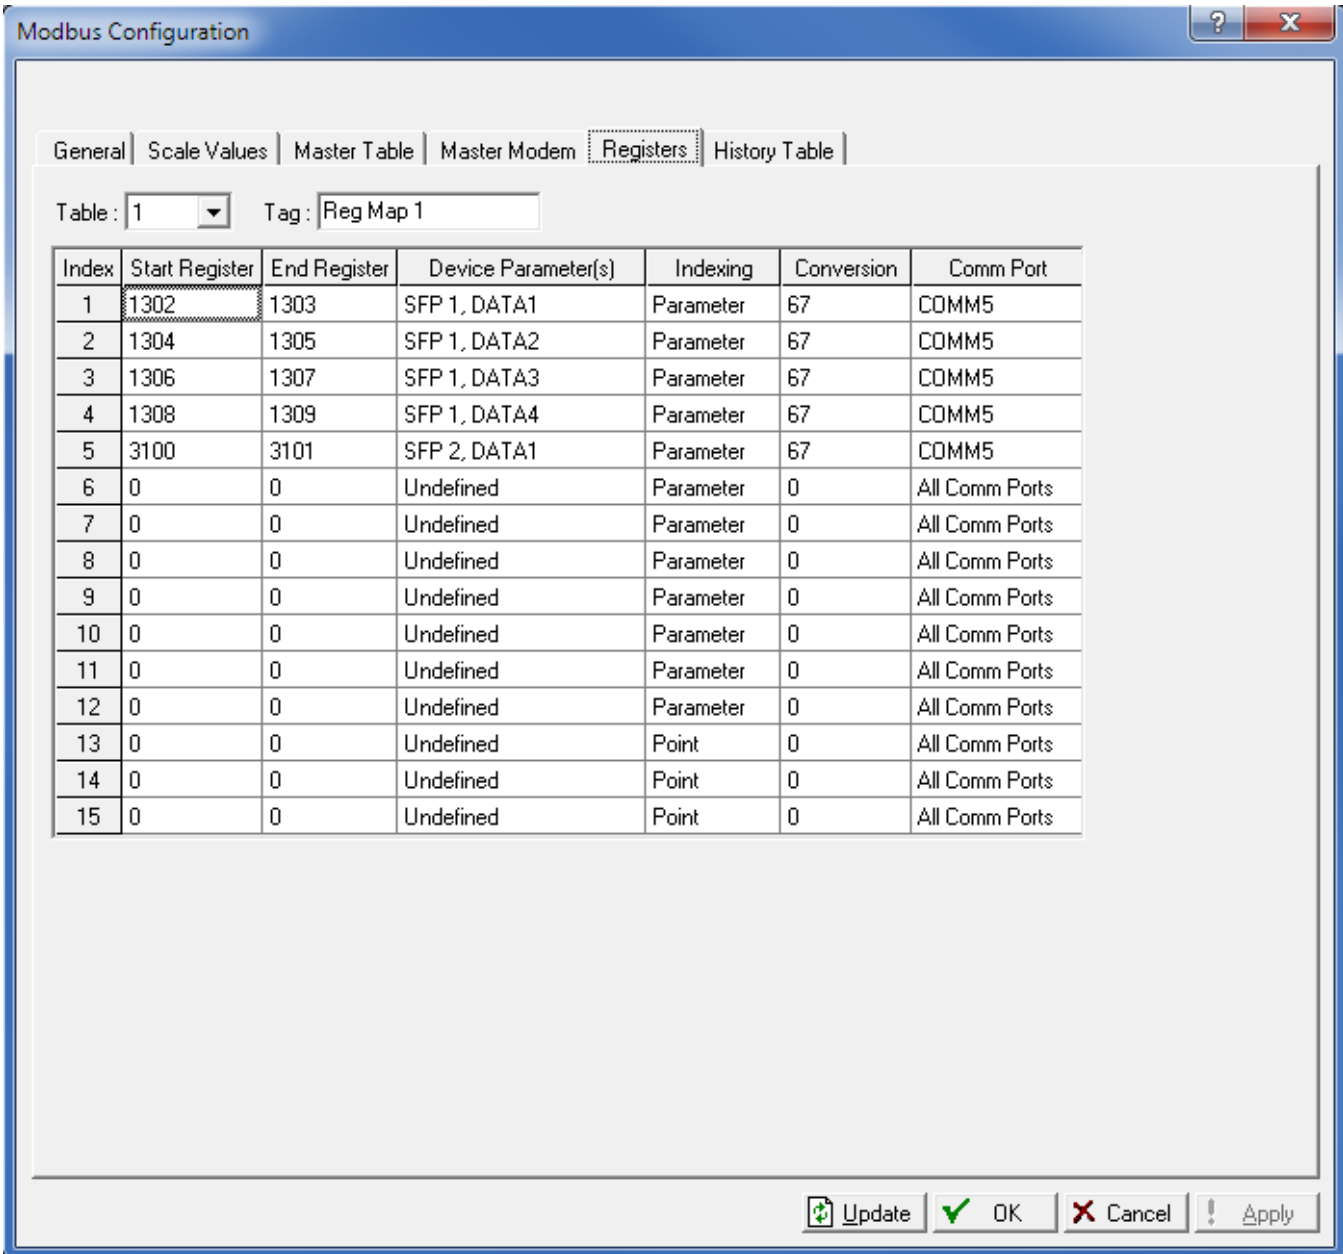 Modbus Configuration
General Scale Values Master Table Master Modem Registers History Table
Table : 1 Tag : Reg Map 1
Index Start Register End Register Device Parameter(s) Indexing Conversion Comm Port
1 1302 1303 SFP 1, DATA1 Parameter 67 COMM5
2 1304 1305 SFP 1, DATA2 Parameter 67 COMM5
3 1306 1307 SFP 1, DATA3 Parameter 67 COMM5
4 1308 1309 SFP 1, DATA4 Parameter 67 COMM5
5 3100 3101 SFP 2, DATA1 Parameter 67 COMM5
6 0 0 Undefined Parameter 0 All Comm Ports
7 0 0 Undefined Parameter 0 All Comm Ports
8 0 0 Undefined Parameter 0 All Comm Ports
9 0 0 Undefined Parameter 0 All Comm Ports
10 0 0 Undefined Parameter 0 All Comm Ports
11 0 0 Undefined Parameter 0 All Comm Ports
12 0 0 Undefined Parameter 0 All Comm Ports
13 0 0 Undefined Point 0 All Comm Ports
14 0 0 Undefined Point 0 All Comm Ports
15 0 0 Undefined Point 0 All Comm Ports
Update OK Cancel Apply